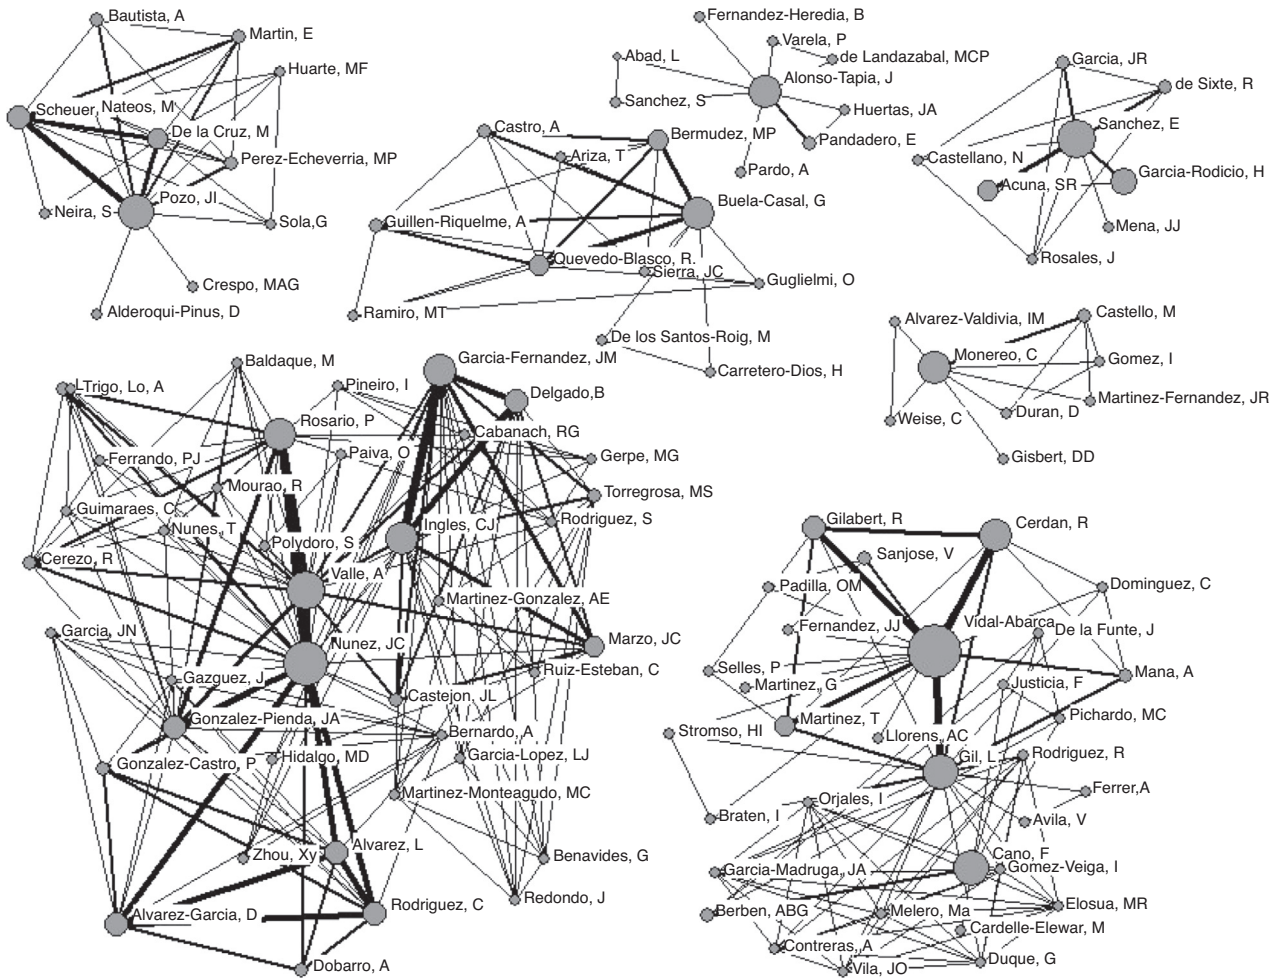 Bautista, A
Martin, E
Huarte, MF
Scheuer, Nateos, M
De la Cruz, M
Perez-Echeverria, MP
Pozo, JI
Neira, S
Sola,G
Crespo, MAG
Alderoqui-Pinus, D
Fernandez-Heredia, B
Varela, P
de Landazabal, MCP
Abad, L
Alonso-Tapia, J
Sanchez, S
Huertas, JA
Pandadero, E
Pardo, A
Castro, A
Bermudez, MP
Ariza, T
Buela-Casal, G
Guillen-Riquelme, A
Quevedo-Blasco, R.
Sierra, JC
Guglielmi, O
Ramiro, MT
De los Santos-Roig, M
Carretero-Dios, H
Garcia, JR
de Sixte, R
Sanchez, E
Castellano, N
Garcia-Rodicio, H
Acuna, SR
Mena, JJ
Rosales, J
Alvarez-Valdivia, IM
Castello, M
Monereo, C
Gomez, I
Martinez-Fernandez, JR
Duran, D
Weise, C
Gisbert, DD
Baldaque, M
Garcia-Fernandez, JM
LTrigo, Lo, A
Pineiro, I
Delgado,B
Rosario, P
Cabanach, RG
Ferrando, PJ
Paiva, O
Gerpe, MG
Mourao, R
Torregrosa, MS
Guimaraes, C
Nunes, T
Ingles, CJ
Rodriguez, S
Polydoro, S
Cerezo, R
Valle, A
Martinez-Gonzalez, AE
Garcia, JN
Nunez, JC
Marzo, JC
Ruiz-Esteban, C
Gazguez, J
Castejon, JL
Gonzalez-Pienda, JA
Bernardo, A
Gonzalez-Castro, P
Hidalgo, MD
Garcia-Lopez, LJ
Martinez-Monteagudo, MC
Zhou, Xy
Alvarez, L
Benavides, G
Redondo, J
Alvarez-Garcia, D
Rodriguez, C
Dobarro, A
Gilabert, R
Cerdan, R
Sanjose, V
Padilla, OM
Dominguez, C
Fernandez, JJ
Vidal-Abarca
De la Funte, J
Selles, P
Martinez, G
Justicia, F
Mana, A
Martinez, T
Pichardo, MC
Stromso, HI
Llorens, AC
Gil, L
Rodriguez, R
Orjales, I
Ferrer,A
Braten, I
Avila, V
Cano, F
Garcia-Madruga, JA
Gomez-Veiga, I
Berben, ABG
Melero, Ma
Elosua, MR
Cardelle-Elewar, M
Contreras, A
Duque, G
Vila, JO